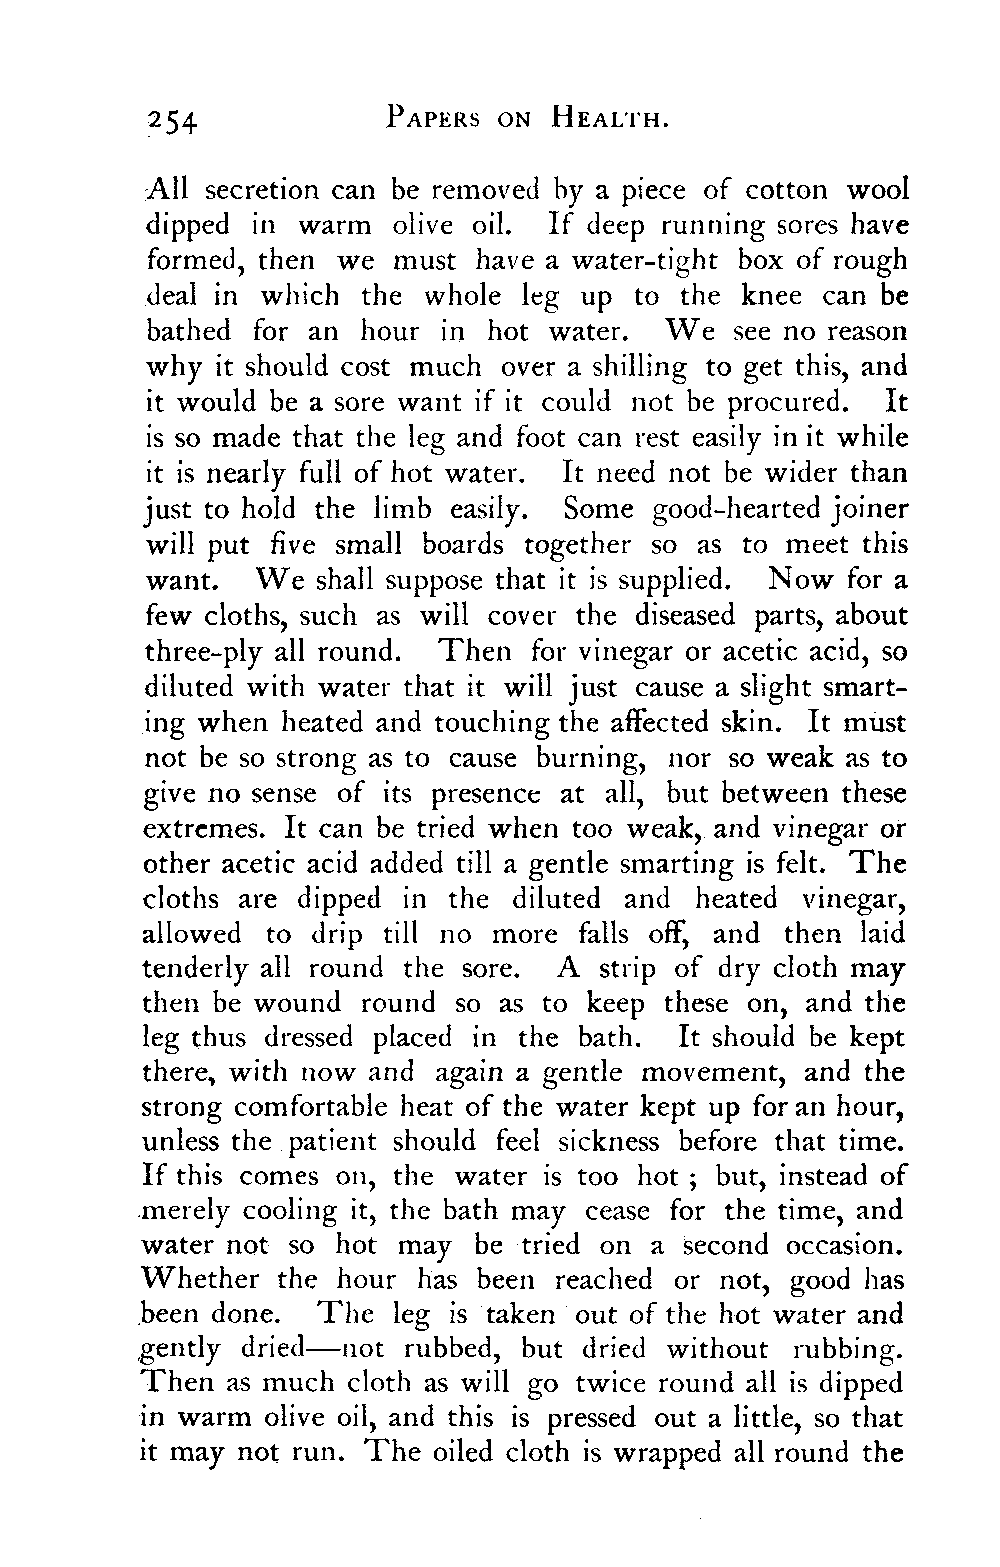 254 PAPERS ON HEALTH.
All secretion can be removed by a piece of cotton wool
dipped in warm olive oil. If deep running sores have
formed, then we must have a water-tight box of rough
deal in which the whole leg up to the knee can be
bathed for an hour in hot water. We see no reason
why it should cost much over a shilling to get this, and
it would be a sore want if it could not be procured. It
is so made that the leg and foot can rest easily in it while
it is nearly full of hot water. It need not be wider than
just to hold the limb easily. Some good-hearted joiner
will put five small boards together so as to meet this
want. We shall suppose that it is supplied. Now for a
few cloths, such as will cover the diseased parts, about
three-ply all round. Then for vinegar or acetic acid, so
diluted with water that it will just cause a slight smart-
ing when heated and touching the affected skin. It must
not be so strong as to cause burning, nor so weak as to
give no sense of its presence at all, but between these
extremes. It can be tried when too weak, and vinegar or
other acetic acid added till a gentle smarting is felt. The
cloths are dipped in the diluted and heated vinegar,
allowed to drip till no more falls off, and then laid
tenderly all round the sore. A strip of dry cloth may
then be wound round so as to keep these on, and the
leg thus dressed placed in the bath. It should be kept
there, with now and again a gentle movement, and the
strong comfortable heat of the water kept up for an hour,
unless the patient should feel sickness before that time.
If this comes on, the water is too hot ; but, instead of
merely cooling it, the bath may cease for the time, and
water not so hot may be tried on a second occasion.
Whether the hour has been reached or not, good has
been done. The leg is taken out of the hot water and
gently dried—not rubbed, but dried without rubbing.
Then as much cloth as will go twice round all is dipped
in warm olive oil, and this is pressed out a little, so that
it may not run. The oiled cloth is wrapped all round the